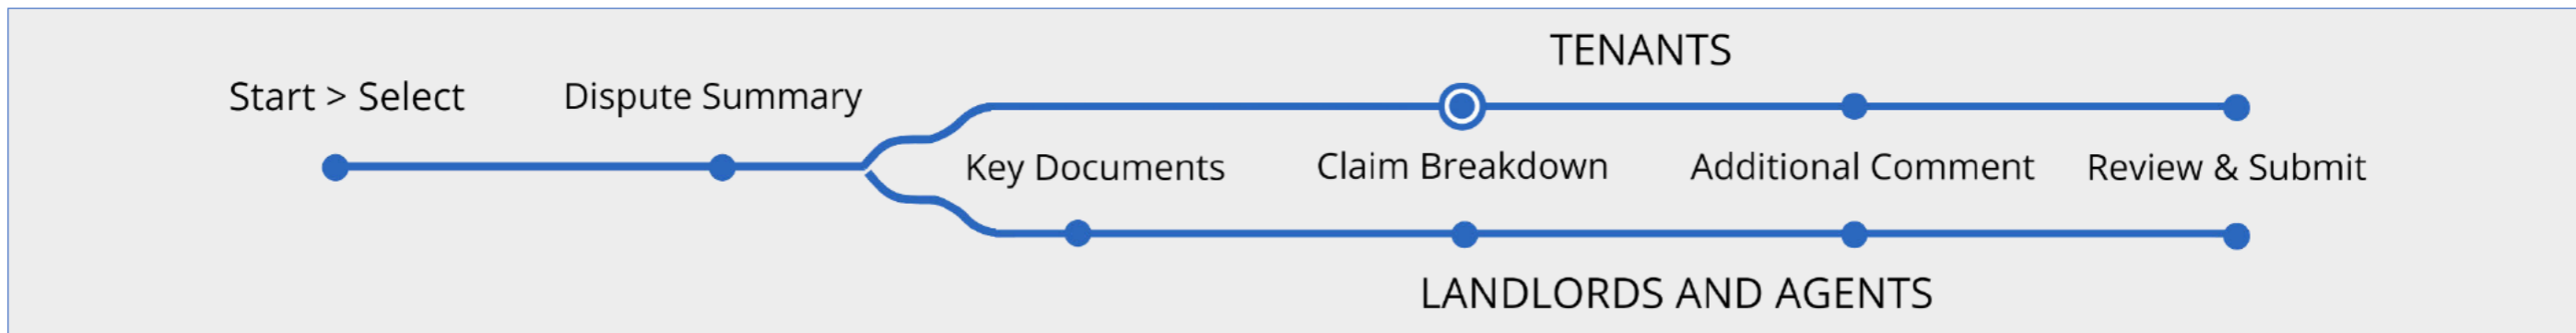 TENANTS
Start > Select
Dispute Summary
Key Documents
Claim Breakdown
Additional Comment
Review & Submit
LANDLORDS AND AGENTS